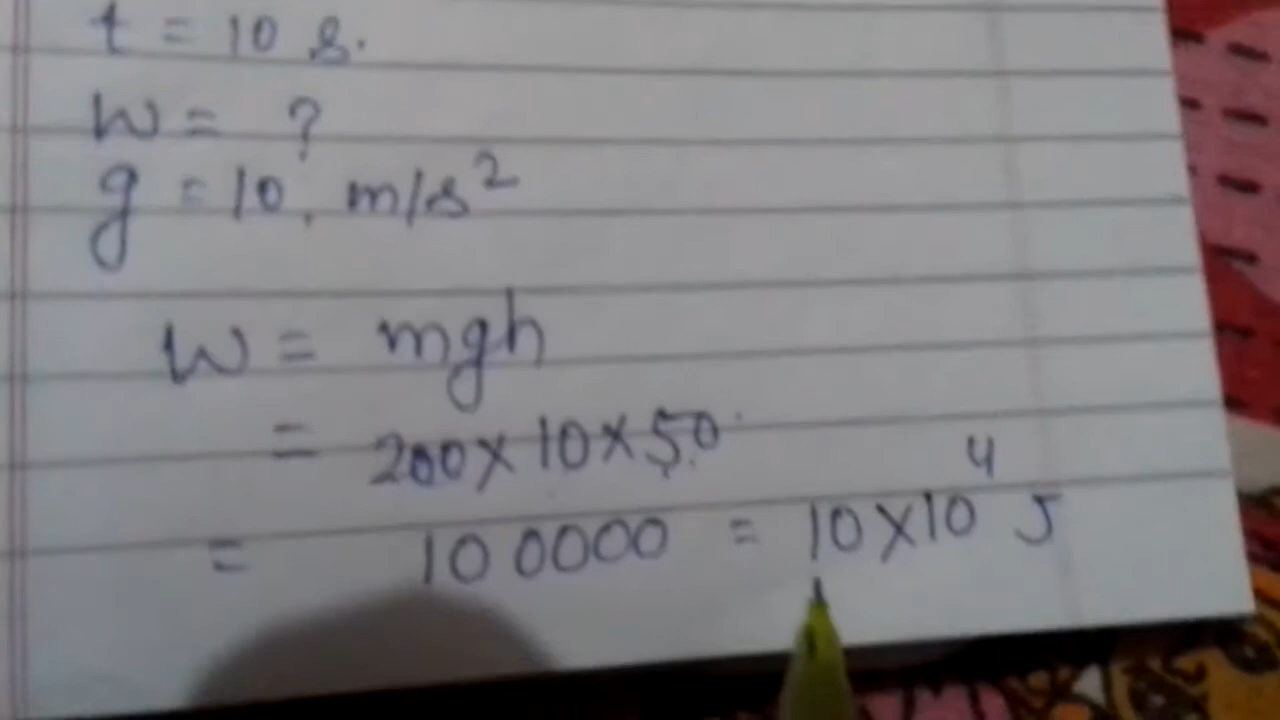 t = 10 s.
W = ?
g = 10. m/s²
W = mgh
= 200×10×50
= 100000 = 10×10⁴ J